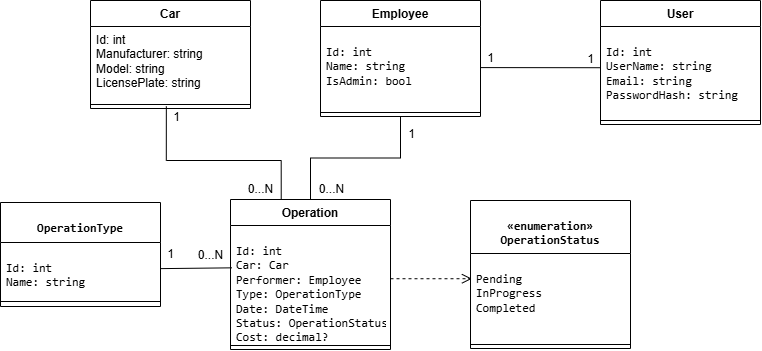 Car
Id: int
Manufacturer: string
Model: string
LicensePlate: string
Employee
Id: int
Name: string
IsAdmin: bool
User
Id: int
UserName: string
Email: string
PasswordHash: string
1
1
1
1
0...N
0...N
OperationType
Id: int
Name: string
1
0...N
Operation
Id: int
Car: Car
Performer: Employee
Type: OperationType
Date: DateTime
Status: OperationStatus
Cost: decimal?
«enumeration»
OperationStatus
Pending
InProgress
Completed